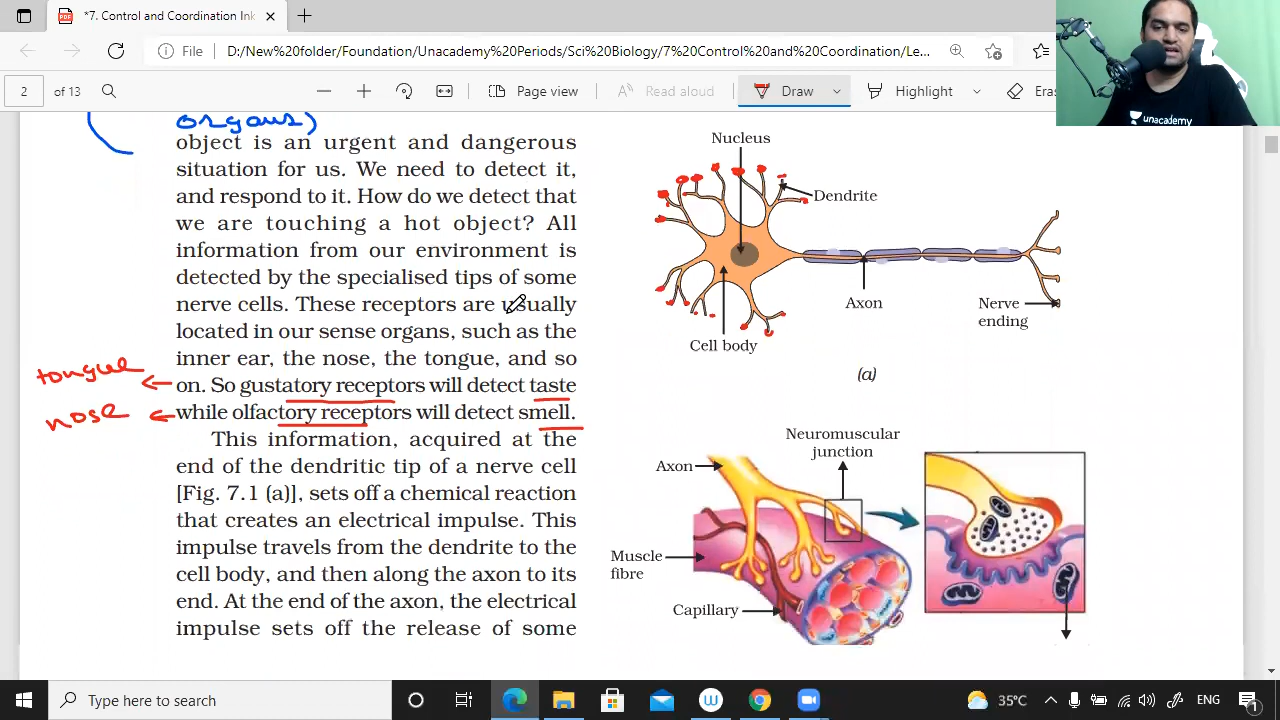 *7. Control and Coordination Ink
File
D:/New%20folder/Foundation/Unacademy%20Periods/Sci%20Biology/7%20Control%20and%20Coordination/Le...
2 of 13
Page view
Read aloud
Draw
Highlight
Eras
unacademy
organs)
object is an urgent and dangerous
situation for us. We need to detect it,
and respond to it. How do we detect that
we are touching a hot object? All
information from our environment is
detected by the specialised tips of some
nerve cells. These receptors are usually
located in our sense organs, such as the
inner ear, the nose, the tongue, and so
on. So gustatory receptors will detect taste
while olfactory receptors will detect smell.
This information, acquired at the
end of the dendritic tip of a nerve cell
[Fig. 7.1 (a)], sets off a chemical reaction
that creates an electrical impulse. This
impulse travels from the dendrite to the
cell body, and then along the axon to its
end. At the end of the axon, the electrical
impulse sets off the release of some
tongue
nose
Nucleus
Dendrite
Axon
Nerve
ending
Cell body
(a)
Neuromuscular
junction
Axon
Muscle
fibre
Capillary
Type here to search
35°C
ENG
1